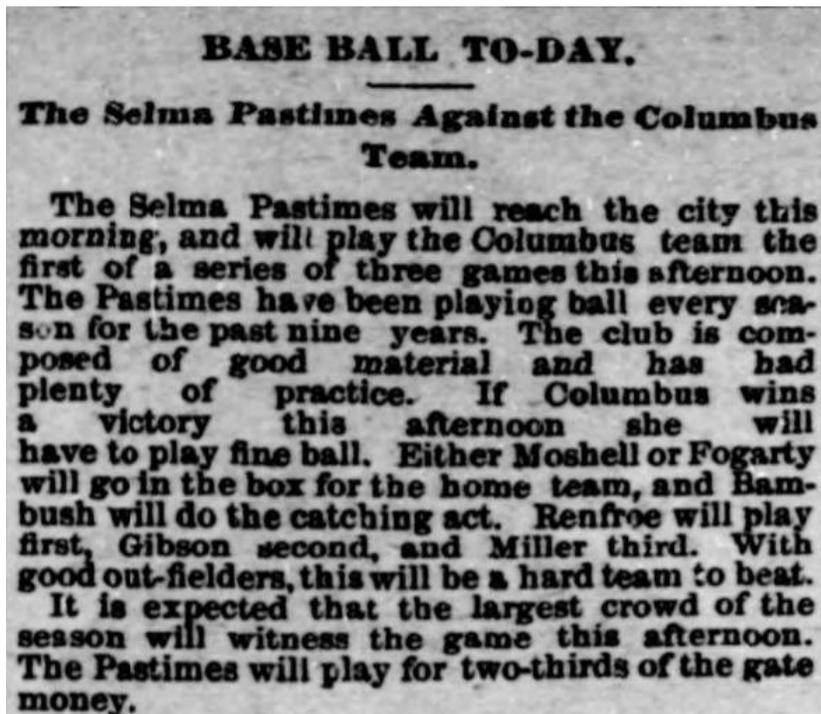 BASE BALL TO-DAY.
The Selma Pastimes Against the Columbus
Team.
The Selma Pastimes will reach the city this
morning, and will play the Columbus team the
first of a series of three games this afternoon.
The Pastimes have been playing ball every sea-
son for the past nine years. The club is com-
posed of good material and has had
plenty of practice. If Columbus wins
a victory this afternoon she will
have to play fine ball. Either Moshell or Fogarty
will go in the box for the home team, and Bam-
bush will do the catching act. Renfroe will play
first, Gibson second, and Miller third. With
good out-fielders, this will be a hard team to beat.
It is expected that the largest crowd of the
season will witness the game this afternoon.
The Pastimes will play for two-thirds of the gate
money.